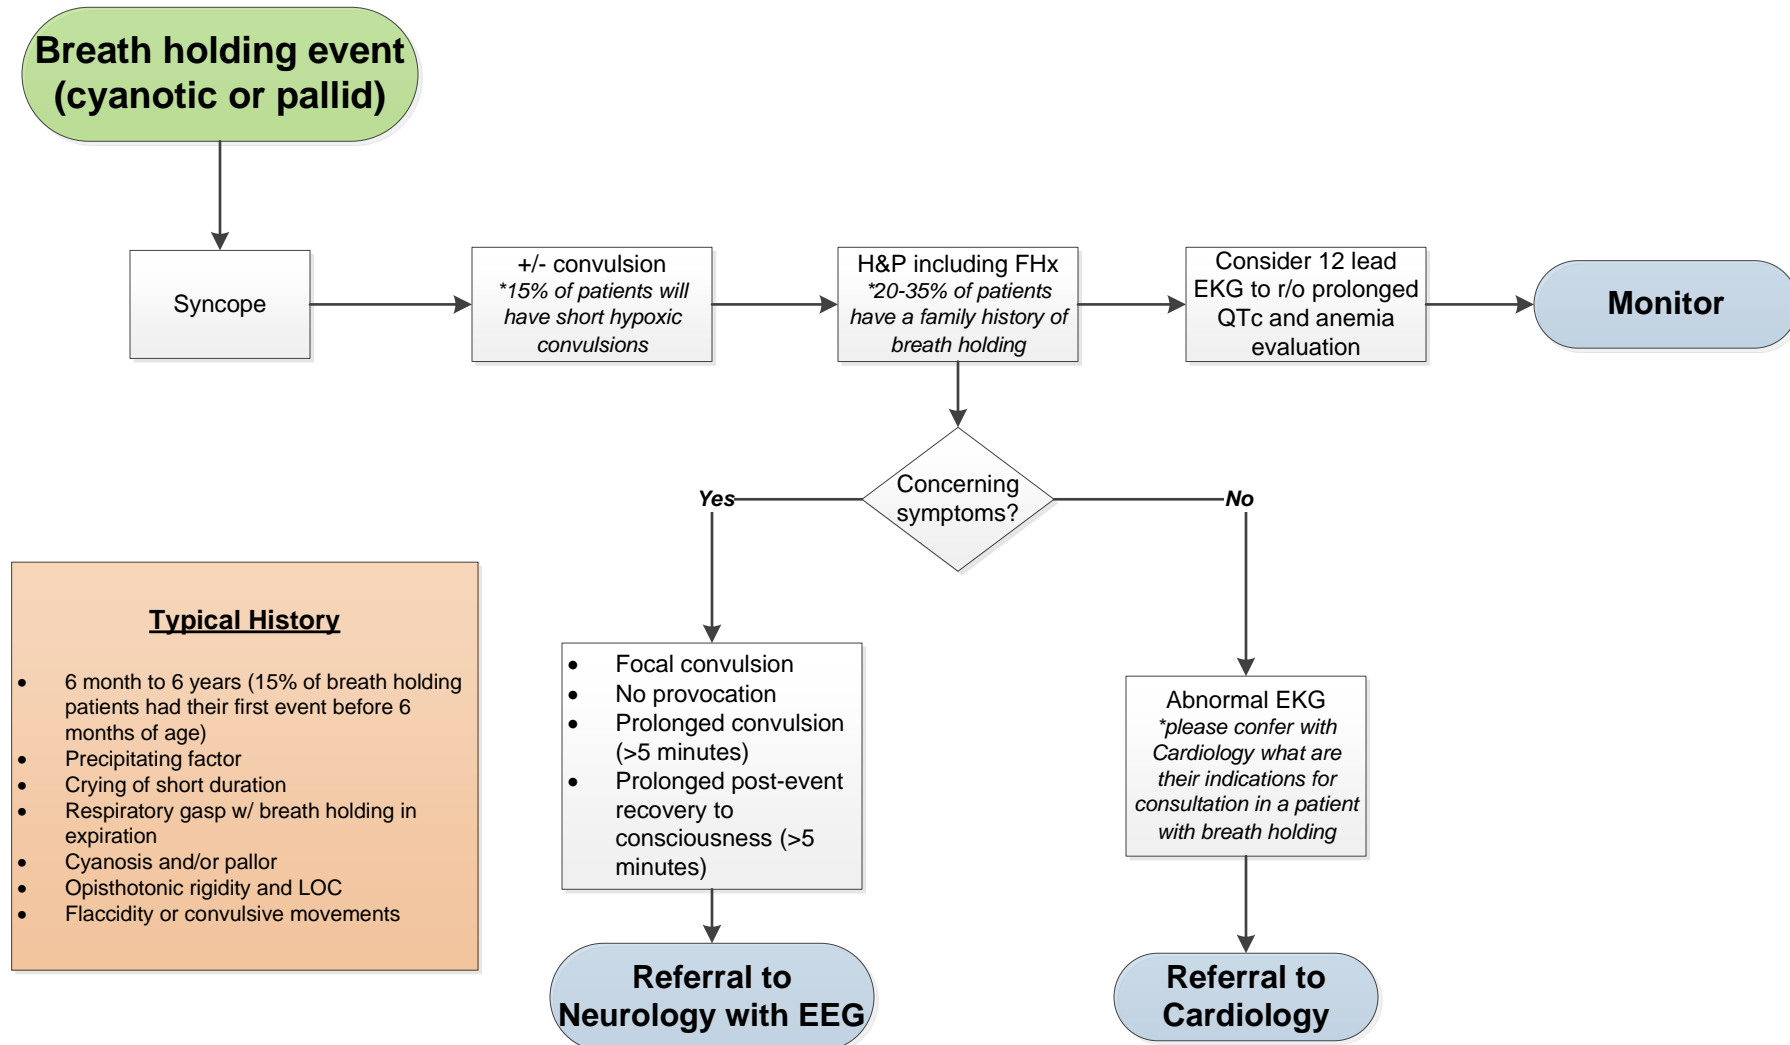 Breath holding event
(cyanotic or pallid)
Syncope
+/- convulsion
*15% of patients will
have short hypoxic
convulsions
H&P including FHx
*20-35% of patients
have a family history of
breath holding
Consider 12 lead
EKG to r/o prolonged
QTc and anemia
evaluation
Monitor
Concerning
symptoms?
Yes
No
Typical History
• 6 month to 6 years (15% of breath holding
patients had their first event before 6
months of age)
• Precipitating factor
• Crying of short duration
• Respiratory gasp w/ breath holding in
expiration
• Cyanosis and/or pallor
• Opisthotonic rigidity and LOC
• Flaccidity or convulsive movements
• Focal convulsion
• No provocation
• Prolonged convulsion
(>5 minutes)
• Prolonged post-event
recovery to
consciousness (>5
minutes)
Abnormal EKG
*please confer with
Cardiology what are
their indications for
consultation in a patient
with breath holding
Referral to
Neurology with EEG
Referral to
Cardiology